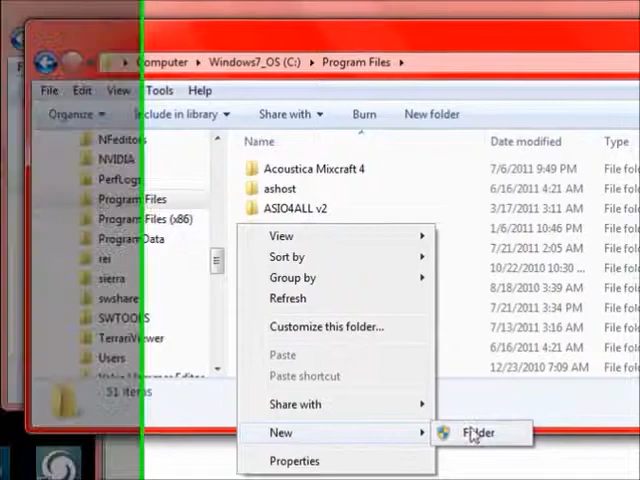 Computer ▸ Windows7_OS (C:) ▸ Program Files ▸
File Edit View Tools Help
Organize Include in library Share with Burn New folder
NFeditors
NVIDIA
PerfLogs
Program Files
Program Files (x86)
ProgramData
rei
sierra
swshare
SWTOOLS
TerrariViewer
Users
Name Date modified Type
Acoustica Mixcraft 4 7/6/2011 9:49 PM File fold
ashost 6/16/2011 4:21 AM File fold
ASIO4ALL v2 3/17/2011 3:11 AM File fold
1/6/2011 10:46 PM File fold
7/21/2011 2:05 AM File fold
10/22/2010 10:30 ... File fold
8/18/2010 3:39 AM File fold
7/21/2011 3:34 PM File fold
7/13/2011 3:16 AM File fold
6/16/2011 4:21 AM File fold
12/23/2010 7:09 AM File fold
View
Sort by
Group by
Refresh
Customize this folder...
Paste
Paste shortcut
Share with
New
Properties
Folder
51 items